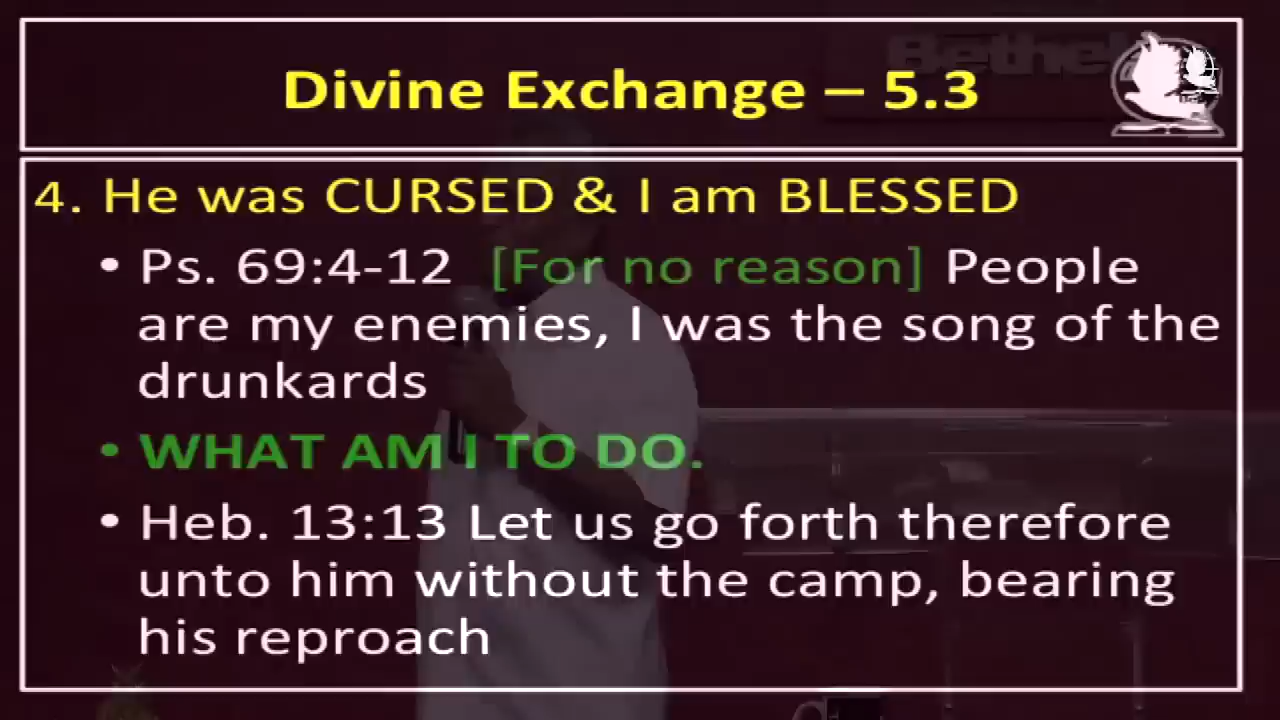 Bethel
Divine Exchange – 5.3
4. He was CURSED & I am BLESSED
• Ps. 69:4-12 [For no reason] People
are my enemies, I was the song of the
drunkards
• WHAT AM I TO DO.
• Heb. 13:13 Let us go forth therefore
unto him without the camp, bearing
his reproach